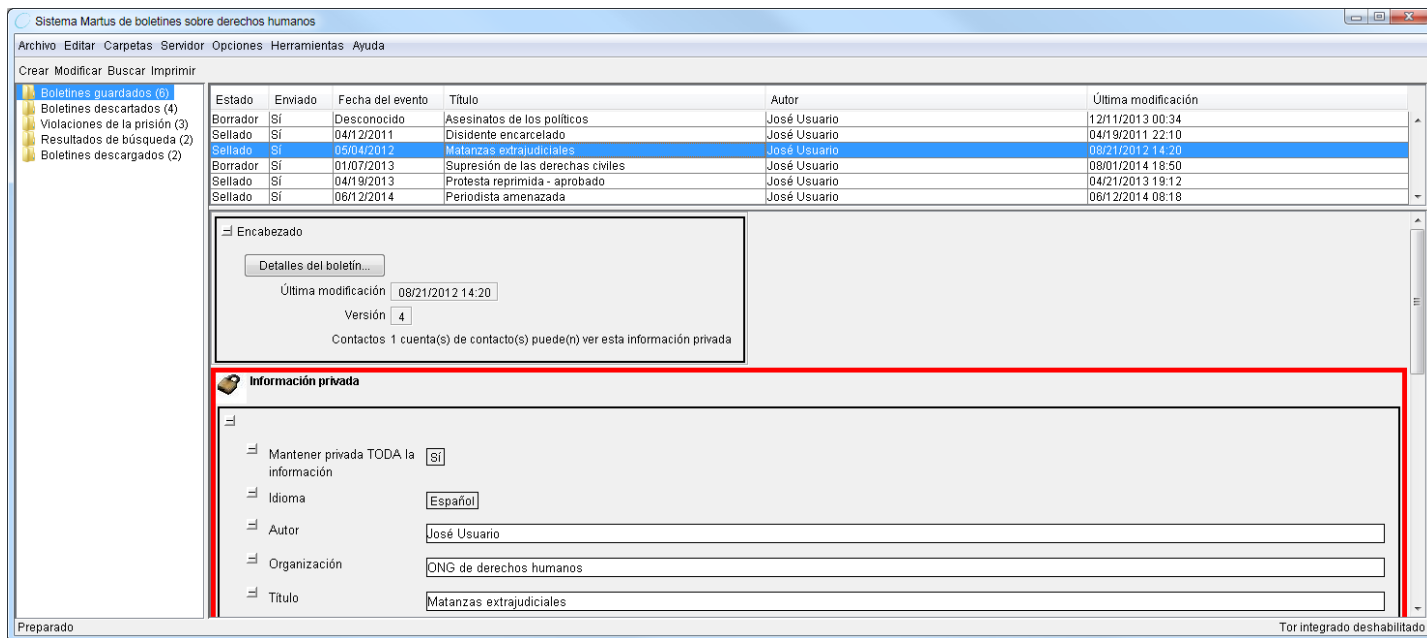 Sistema Martus de boletines sobre derechos humanos
Archivo Editar Carpetas Servidor Opciones Herramientas Ayuda
Crear Modificar Buscar Imprimir
Boletines guardados (6)
Boletines descartados (4)
Violaciones de la prisión (3)
Resultados de búsqueda (2)
Boletines descargados (2)
Estado Enviado Fecha del evento Título Autor Última modificación
Borrador Sí Desconocido Asesinatos de los políticos José Usuario 12/11/2013 00:34
Sellado Sí 04/12/2011 Disidente encarcelado José Usuario 04/19/2011 22:10
Sellado Sí 05/04/2012 Matanzas extrajudiciales José Usuario 08/21/2012 14:20
Borrador Sí 01/07/2013 Supresión de las derechas civiles José Usuario 08/01/2014 18:50
Sellado Sí 04/19/2013 Protesta reprimida - aprobado José Usuario 04/21/2013 19:12
Sellado Sí 06/12/2014 Periodista amenazada José Usuario 06/12/2014 08:18
Encabezado
Detalles del boletín...
Última modificación 08/21/2012 14:20
Versión 4
Contactos 1 cuenta(s) de contacto(s) puede(n) ver esta información privada
Información privada
Mantener privada TODA la información Sí
Idioma Español
Autor José Usuario
Organización ONG de derechos humanos
Título Matanzas extrajudiciales
Preparado Tor integrado deshabilitado